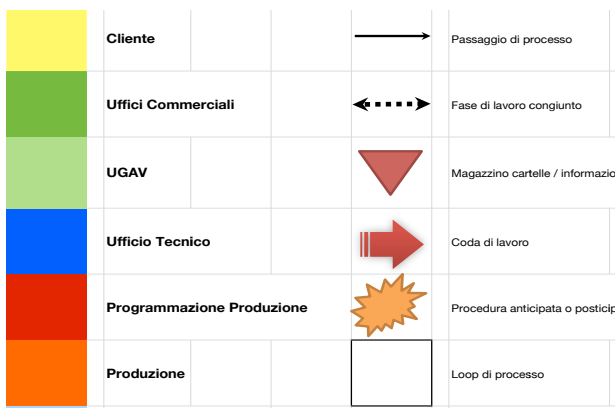 Cliente
Passaggio di processo
Uffici Commerciali
Fase di lavoro congiunto
UGAV
Magazzino cartelle / informazio
Ufficio Tecnico
Coda di lavoro
Programmazione Produzione
Procedura anticipata o posticip
Produzione
Loop di processo